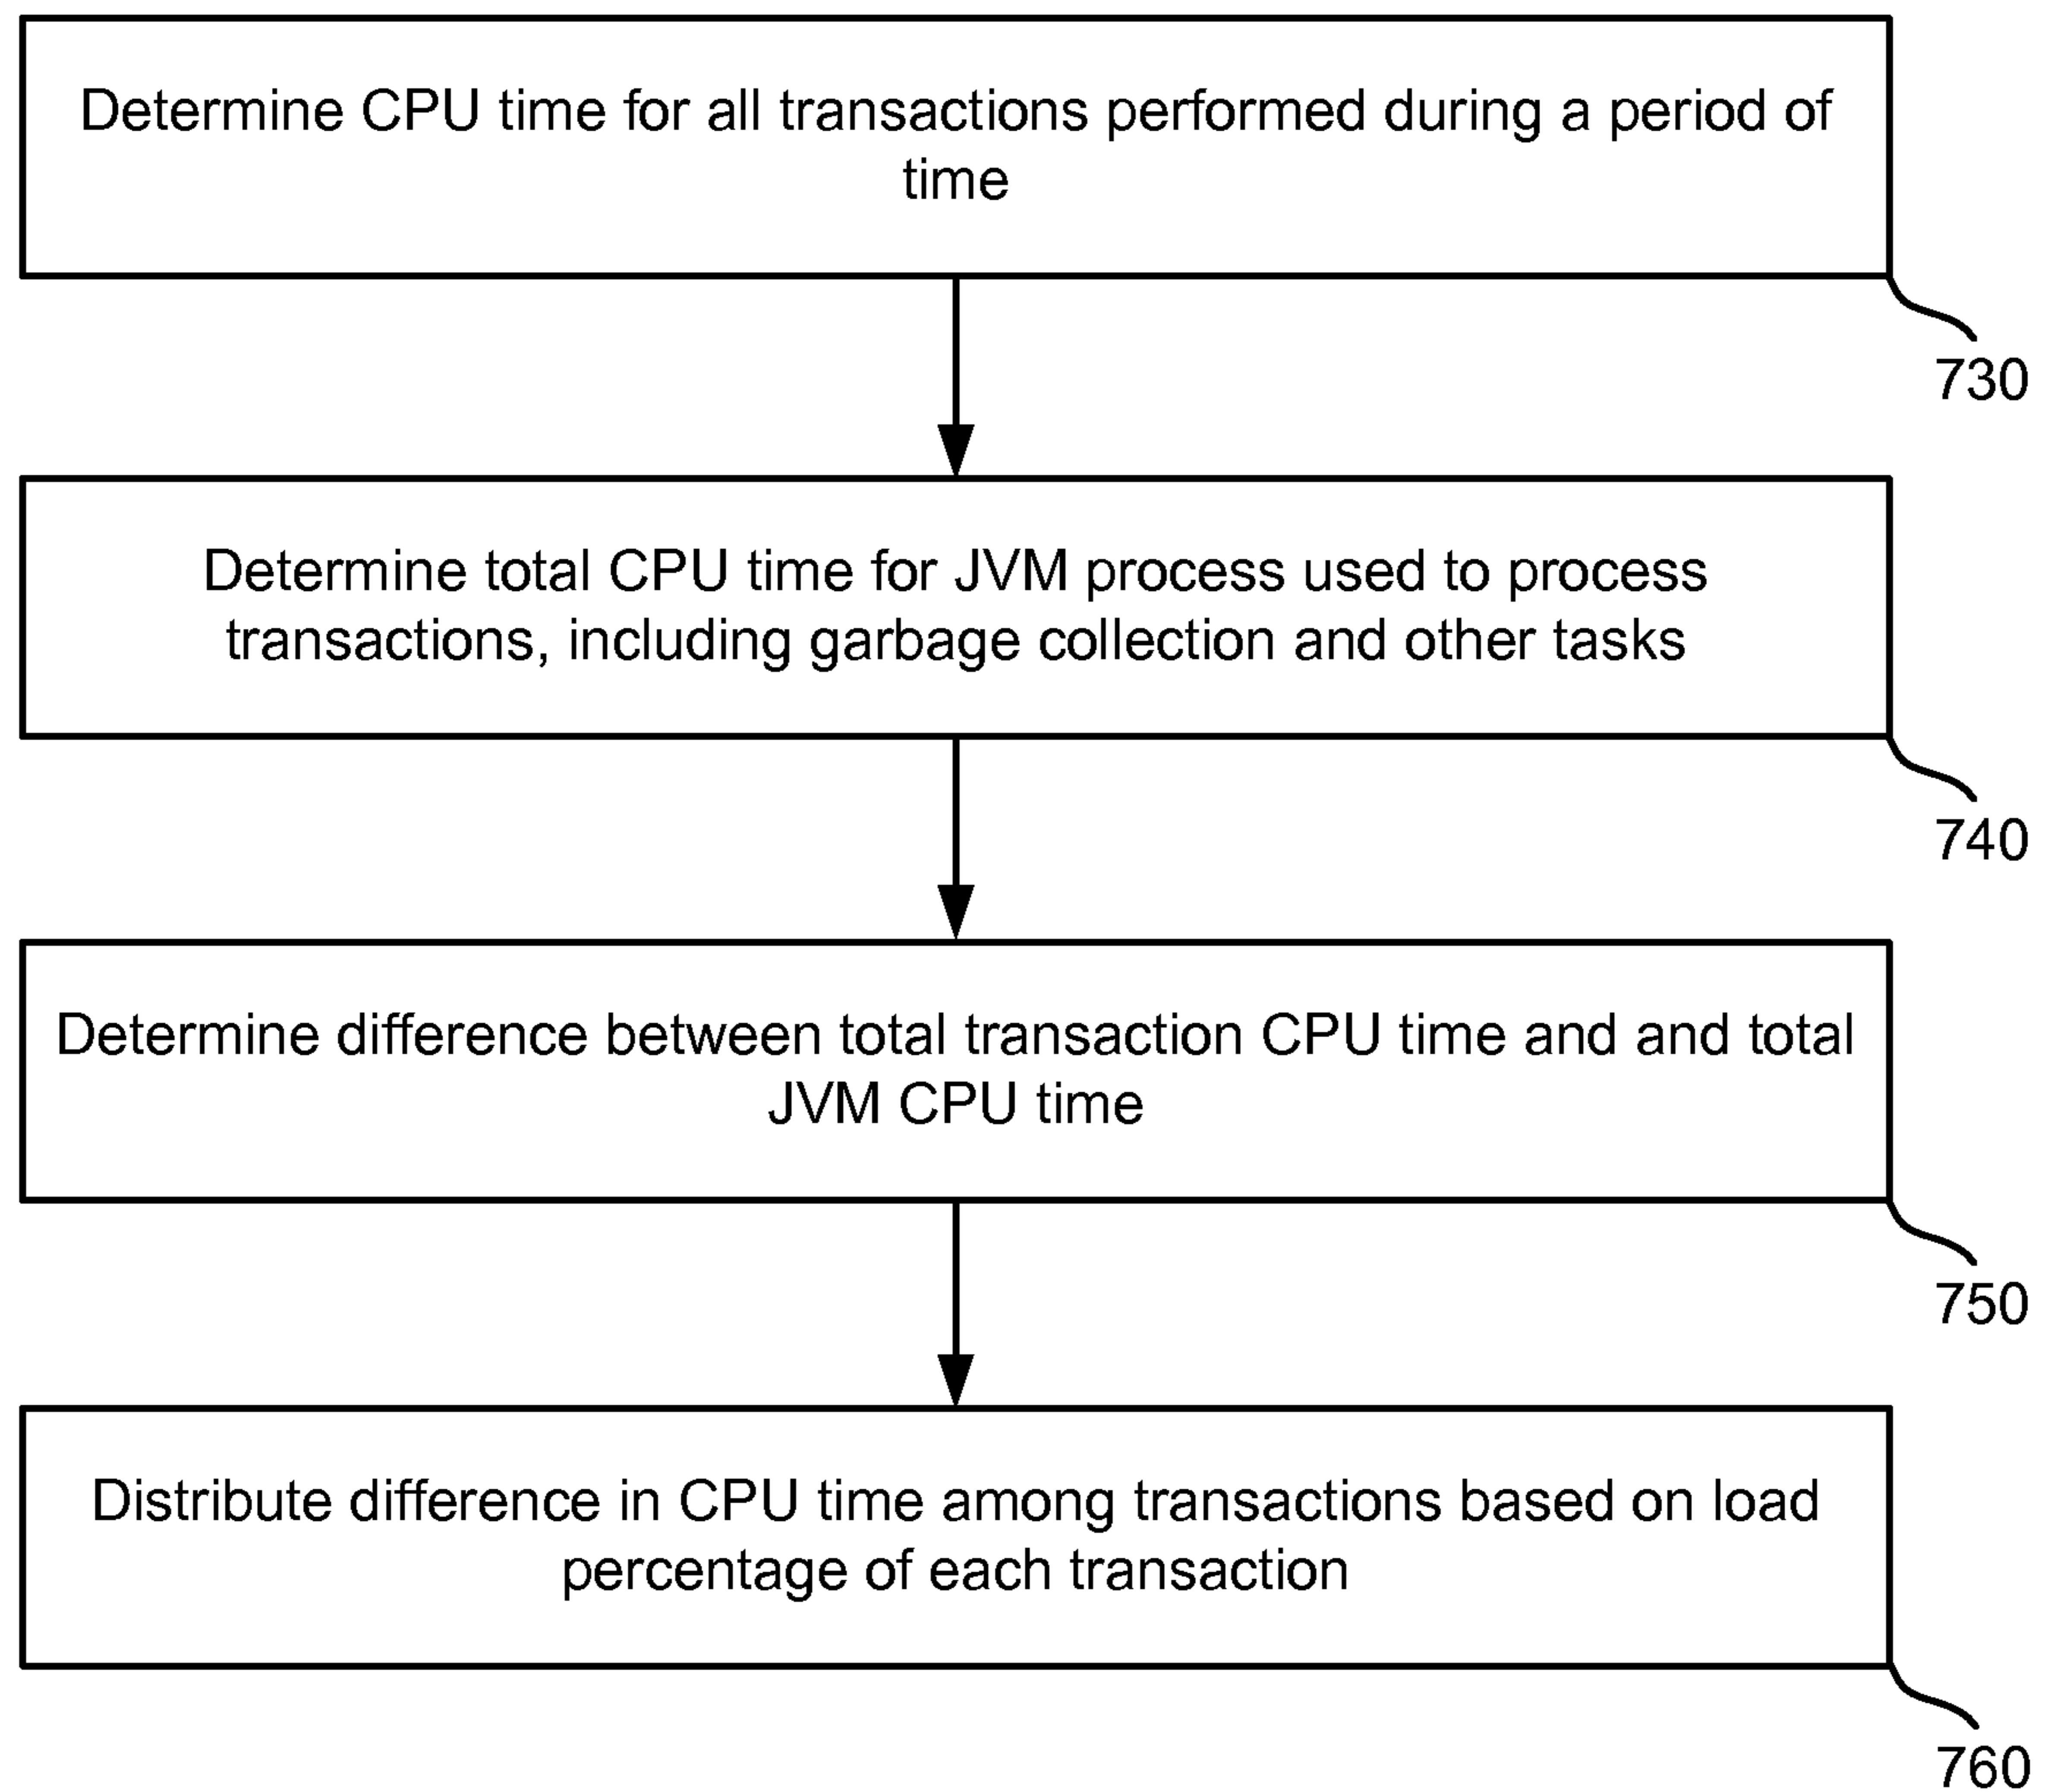 Determine CPU time for all transactions performed during a period of
time
730
Determine total CPU time for JVM process used to process
transactions, including garbage collection and other tasks
740
Determine difference between total transaction CPU time and and total
JVM CPU time
750
Distribute difference in CPU time among transactions based on load
percentage of each transaction
760